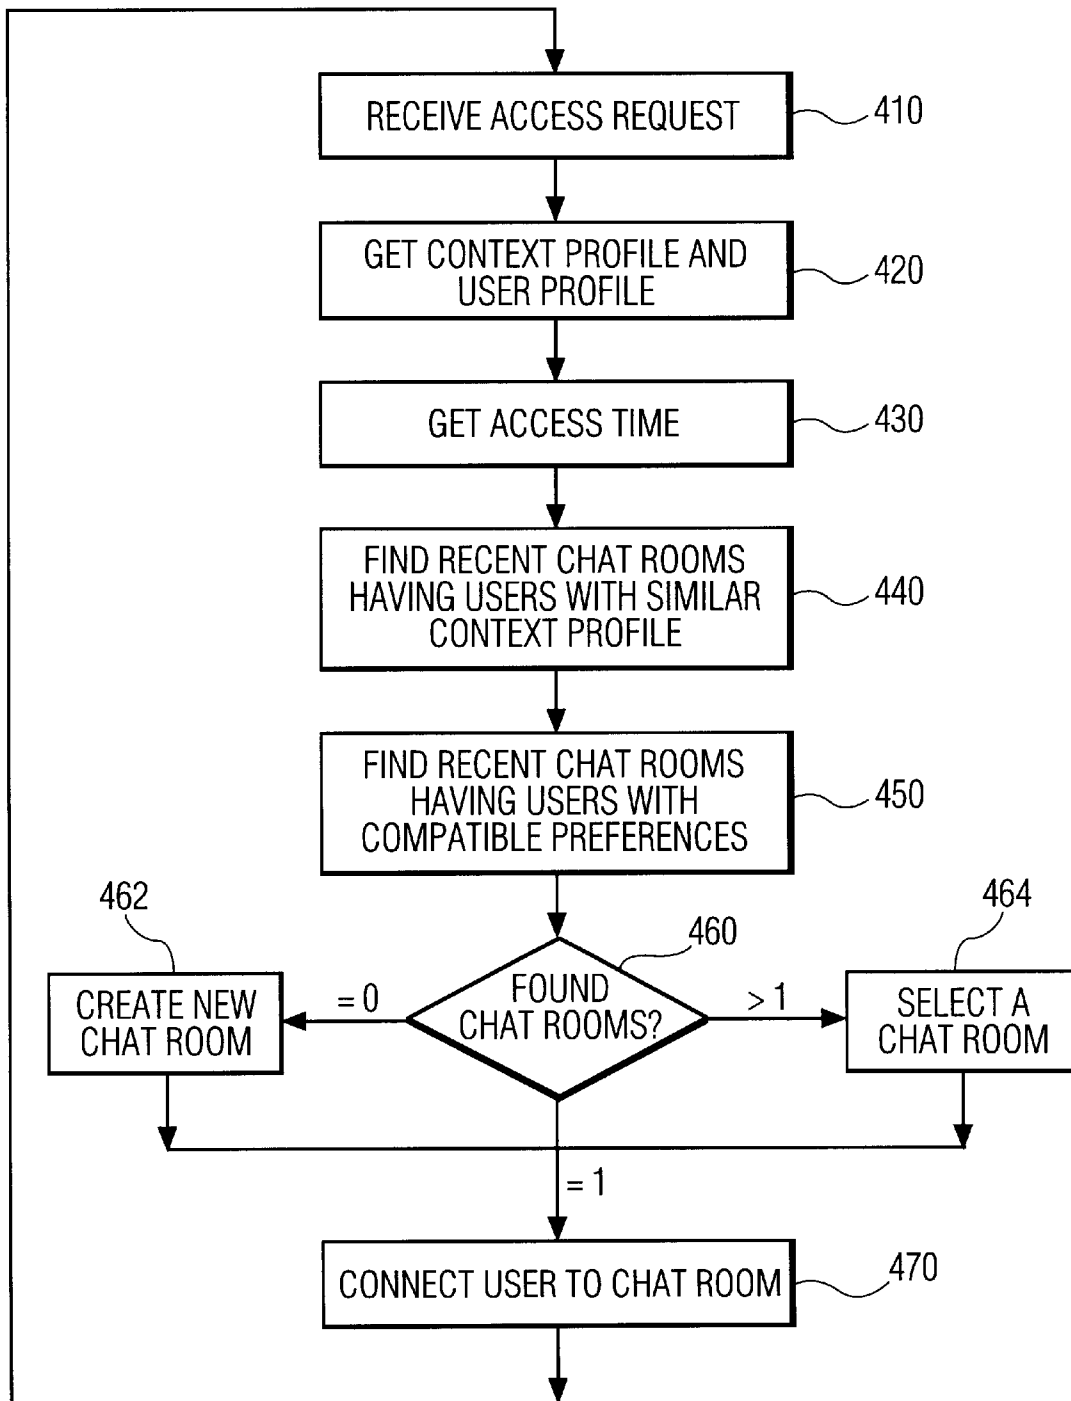 RECEIVE ACCESS REQUEST
410
GET CONTEXT PROFILE AND
USER PROFILE
420
GET ACCESS TIME
430
FIND RECENT CHAT ROOMS
HAVING USERS WITH SIMILAR
CONTEXT PROFILE
440
FIND RECENT CHAT ROOMS
HAVING USERS WITH
COMPATIBLE PREFERENCES
450
462
460
464
CREATE NEW
CHAT ROOM
= 0
FOUND
CHAT ROOMS?
> 1
SELECT A
CHAT ROOM
= 1
CONNECT USER TO CHAT ROOM
470